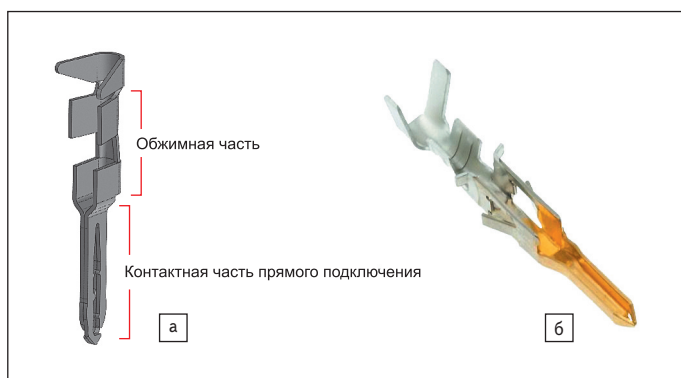 Обжимная часть
Контактная часть прямого подключения
а
б